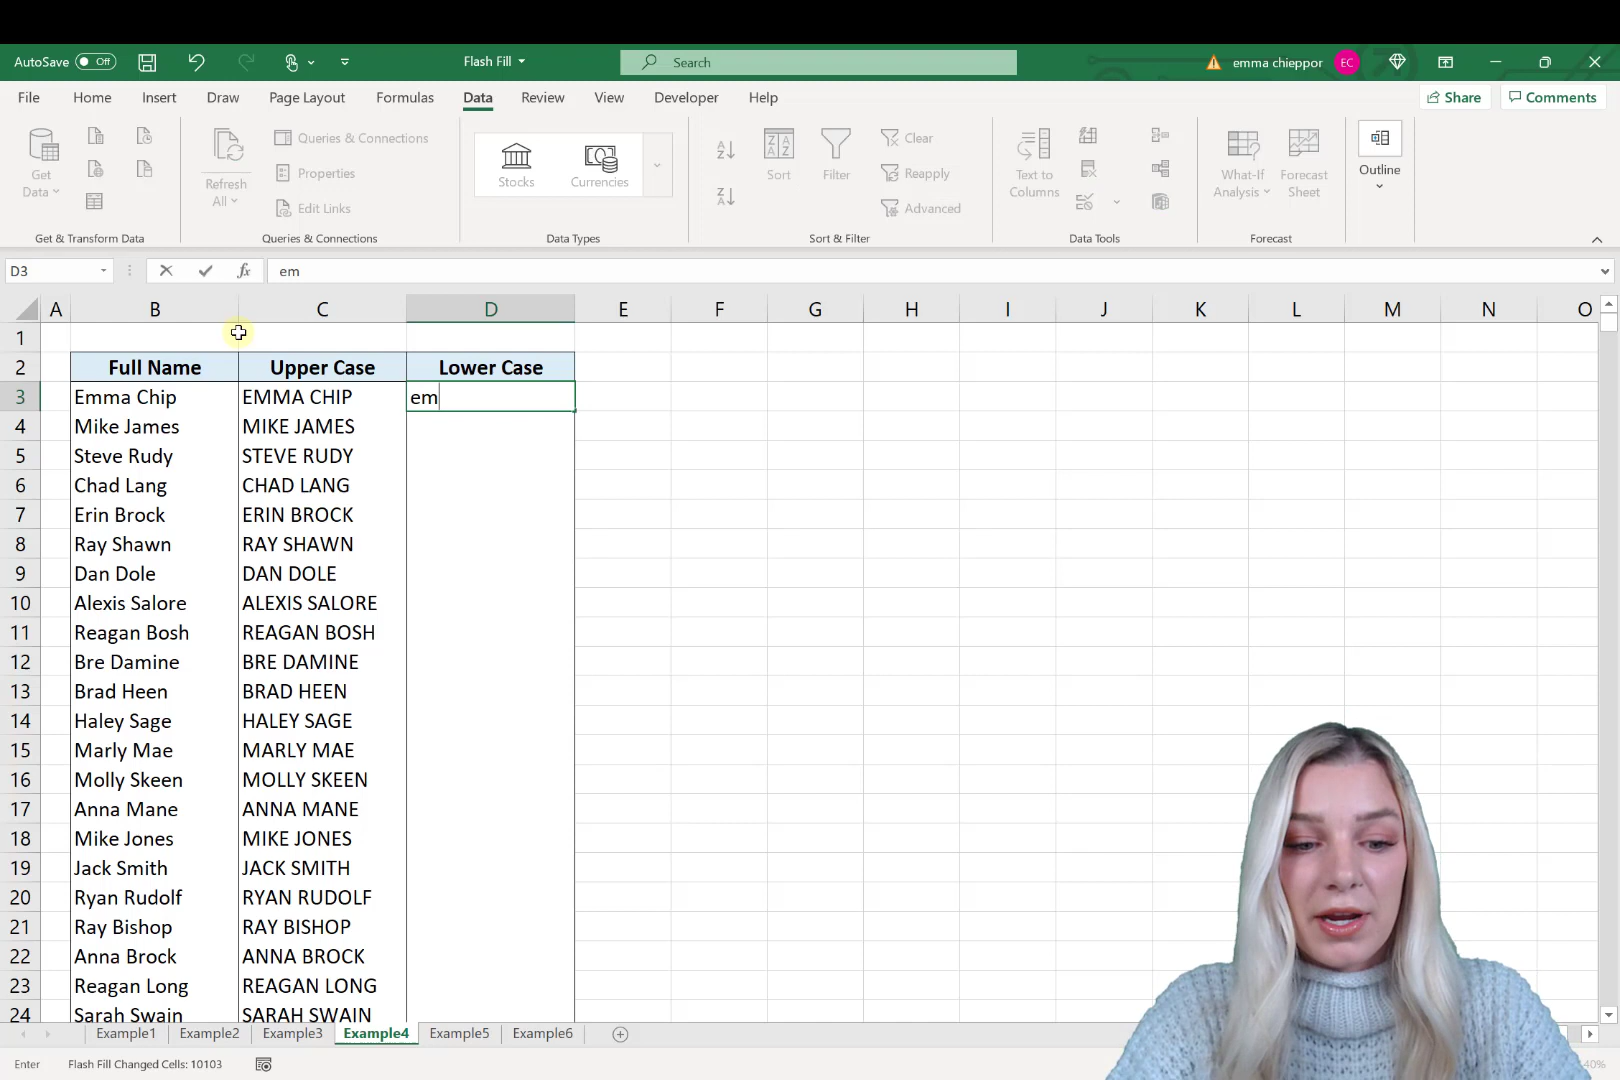 AutoSave Off Flash Fill Search emma chieppor EC
File Home Insert Draw Page Layout Formulas Data Review View Developer Help Share Comments
Get Data
Refresh All
Queries & Connections
Properties
Edit Links
Stocks Currencies
Sort Filter
Clear
Reapply
Advanced
Text to Columns
What-If Analysis
Forecast Sheet
Outline
Get & Transform Data Queries & Connections Data Types Sort & Filter Data Tools Forecast
D3 fx em
A B C D E F G H I J K L M N O
1
2 Full Name Upper Case Lower Case
3 Emma Chip EMMA CHIP em
4 Mike James MIKE JAMES
5 Steve Rudy STEVE RUDY
6 Chad Lang CHAD LANG
7 Erin Brock ERIN BROCK
8 Ray Shawn RAY SHAWN
9 Dan Dole DAN DOLE
10 Alexis Salore ALEXIS SALORE
11 Reagan Bosh REAGAN BOSH
12 Bre Damine BRE DAMINE
13 Brad Heen BRAD HEEN
14 Haley Sage HALEY SAGE
15 Marly Mae MARLY MAE
16 Molly Skeen MOLLY SKEEN
17 Anna Mane ANNA MANE
18 Mike Jones MIKE JONES
19 Jack Smith JACK SMITH
20 Ryan Rudolf RYAN RUDOLF
21 Ray Bishop RAY BISHOP
22 Anna Brock ANNA BROCK
23 Reagan Long REAGAN LONG
24 Sarah Swain SARAH SWAIN
Example1 Example2 Example3 Example4 Example5 Example6
Enter Flash Fill Changed Cells: 10103